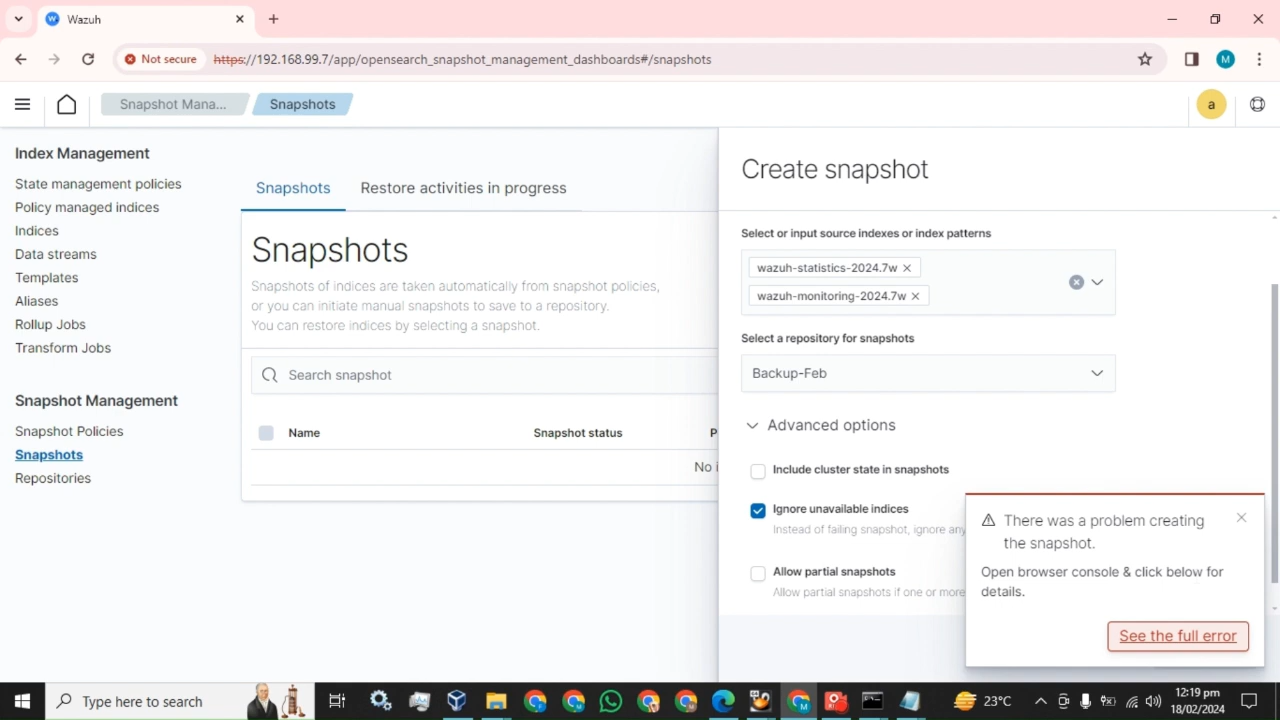 Wazuh
Not secure
https://192.168.99.7/app/opensearch_snapshot_management_dashboards#/snapshots
M
Snapshot Mana...
Snapshots
a
Index Management
State management policies
Policy managed indices
Indices
Data streams
Templates
Aliases
Rollup Jobs
Transform Jobs
Snapshot Management
Snapshot Policies
Snapshots
Repositories
Snapshots
Restore activities in progress
Snapshots
Snapshots of indices are taken automatically from snapshot policies,
or you can initiate manual snapshots to save to a repository.
You can restore indices by selecting a snapshot.
Search snapshot
Name
Snapshot status
P
No i
Create snapshot
Select or input source indexes or index patterns
wazuh-statistics-2024.7w
wazuh-monitoring-2024.7w
Select a repository for snapshots
Backup-Feb
Advanced options
Include cluster state in snapshots
Ignore unavailable indices
Instead of failing snapshot, ignore any
Allow partial snapshots
Allow partial snapshots if one or more
There was a problem creating
the snapshot.
Open browser console & click below for
details.
See the full error
Type here to search
23°C
12:19 pm
18/02/2024